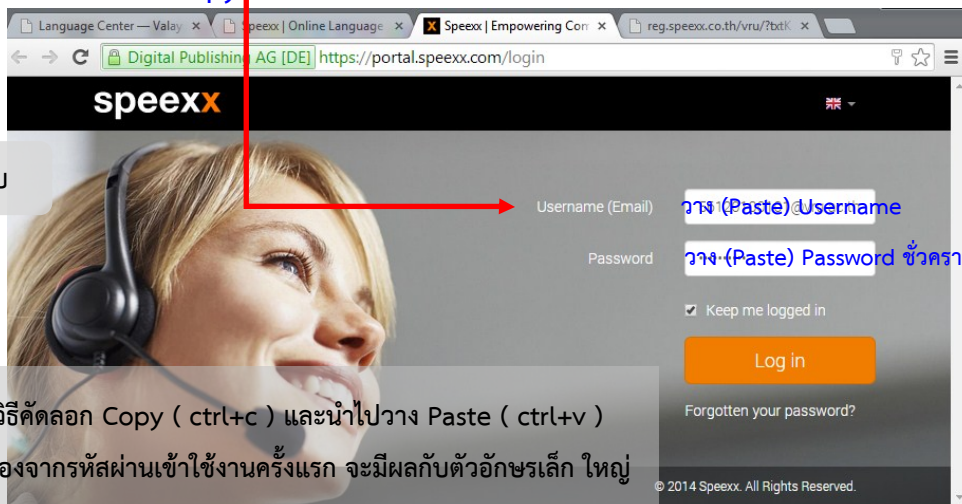 Language Center — Valay
Speexx | Online Language
Speexx | Empowering Com
reg.speexx.co.th/vru/?txtK
Digital Publishing AG [DE] https://portal.speexx.com/login
speexx
Username (Email)
วาง (Paste) Username
Password
วาง (Paste) Password ชั่วครา
Keep me logged in
Log in
Forgotten your password?
วิธีคัดลอก Copy ( ctrl+c ) และนำไปวาง Paste ( ctrl+v )
องจากรหัสผ่านเข้าใช้งานครั้งแรก จะมีผลกับตัวอักษรเล็ก ใหญ่
© 2014 Speexx. All Rights Reserved.